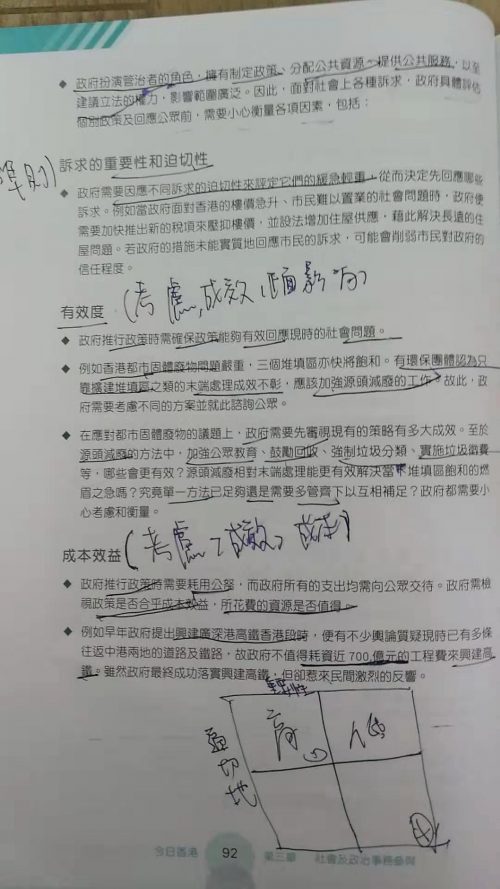 ◆ 政府扮演管治者的角色，擁有制定政策、分配公共資源、提供公共服務，以至
建議立法的權力，影響範圍廣泛。因此，面對社會上各種訴求，政府具體評估
個別政策及回應公眾前，需要小心衡量各項因素，包括：
準則)
訴求的重要性和迫切性
◆ 政府需要因應不同訴求的迫切性來評定它們的緩急輕重，從而決定先回應哪些
訴求。例如當政府面對香港的樓價急升、市民難以置業的社會問題時，政府便
需要加快推出新的稅項來壓抑樓價，並設法增加住屋供應，藉此解決長遠的住
屋問題。若政府的措施未能實質地回應市民的訴求，可能會削弱市民對政府的
信任程度。
有效度 (考慮,成效,面影向)
◆ 政府推行政策時需確保政策能夠有效回應現時的社會問題。
◆ 例如香港都市固體廢物問題嚴重，三個堆填區亦快將飽和。有環保團體認為只
靠擴建堆填區之類的末端處理成效不彰，應該加強源頭減廢的工作。故此，政
府需要考慮不同的方案並就此諮詢公眾。
◆ 在應對都市固體廢物的議題上，政府需要先審視現有的策略有多大成效。至於
源頭減廢的方法中，加強公眾教育、鼓勵回收、強制垃圾分類、實施垃圾徵費
等，哪些會更有效？源頭減廢相對末端處理能更有效解決當下堆填區飽和的燃
眉之急嗎？究竟單一方法已足夠還是需要多管齊下以互相補足？政府都需要小
心考慮和衡量。
成本效益 (考慮「成效」成本)
◆ 政府推行政策時需要耗用公帑，而政府所有的支出均需向公眾交待。政府需檢
視政策是否合乎成本效益，所花費的資源是否值得。
◆ 例如早年政府提出興建廣深港高鐵香港段時，便有不少輿論質疑現時已有多條
往返中港兩地的道路及鐵路，故政府不值得耗資近 700 億元的工程費來興建高
鐵。雖然政府最終成功落實興建高鐵，但卻惹來民間激烈的反響。
重要性
高
低
切
地
今日香港 92 第三章 社會及政治事務參與